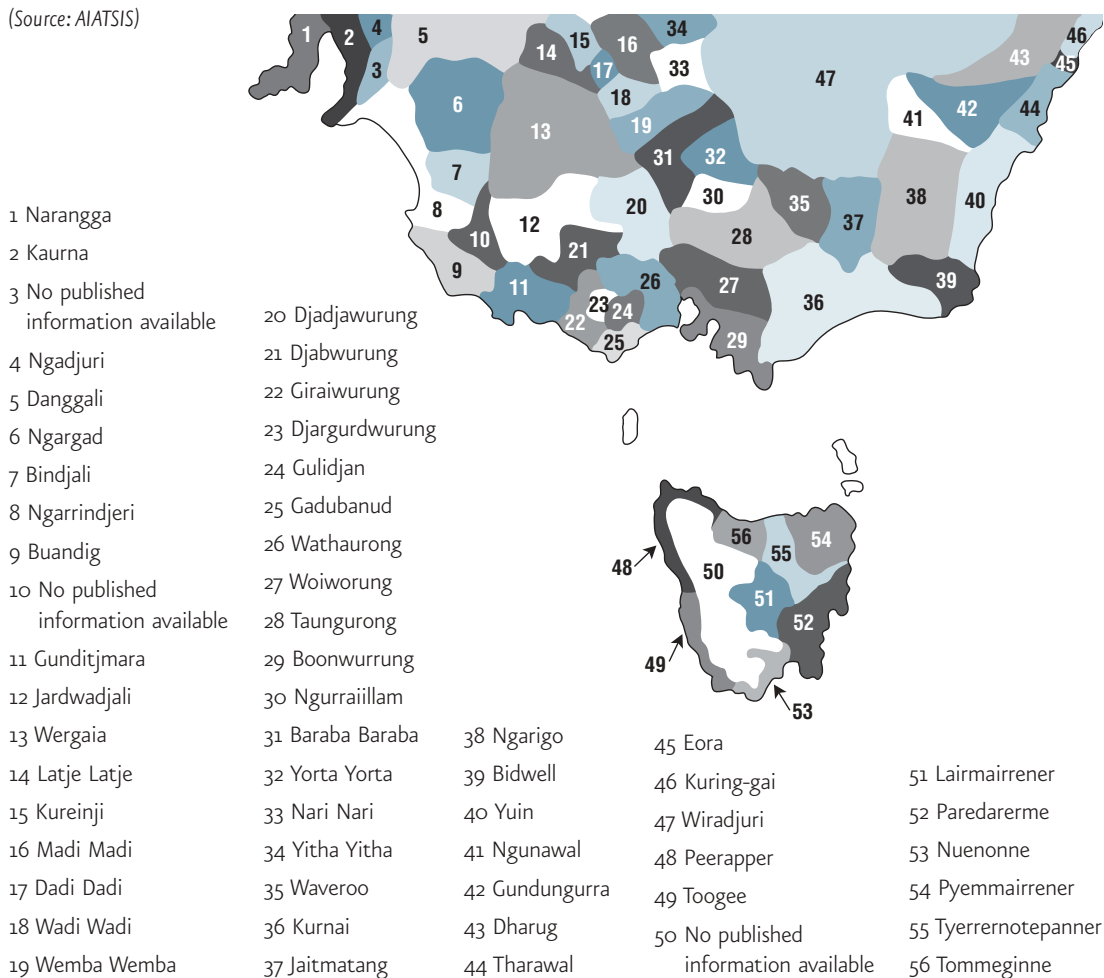 (Source: AIATSIS)
1
2
4
5
3
14
15
16
34
17
33
47
43
46
45
6
18
42
44
41
13
19
31
32
7
30
35
38
40
8
12
20
37
10
28
9
21
39
11
26
27
36
23
24
22
29
25
56
54
55
50
48
51
52
49
53
1 Narangga
2 Kaurna
3 No published
information available
4 Ngadjuri
5 Danggali
6 Ngargad
7 Bindjali
8 Ngarrindjeri
9 Buandig
10 No published
information available
11 Gunditjmara
12 Jardwadjali
13 Wergaia
14 Latje Latje
15 Kureinji
16 Madi Madi
17 Dadi Dadi
18 Wadi Wadi
19 Wemba Wemba
20 Djadjawurung
21 Djabwurung
22 Giraiwurung
23 Djargurdwurung
24 Gulidjan
25 Gadubanud
26 Wathaurong
27 Woiworung
28 Taungurong
29 Boonwurrung
30 Ngurraiillam
31 Baraba Baraba
32 Yorta Yorta
33 Nari Nari
34 Yitha Yitha
35 Waveroo
36 Kurnai
37 Jaitmatang
38 Ngarigo
39 Bidwell
40 Yuin
41 Ngunawal
42 Gundungurra
43 Dharug
44 Tharawal
45 Eora
46 Kuring-gai
47 Wiradjuri
48 Peerapper
49 Toogee
50 No published
information available
51 Lairmairrener
52 Paredarerme
53 Nuenonne
54 Pyemmairrener
55 Tyerrernotepanner
56 Tommeginne